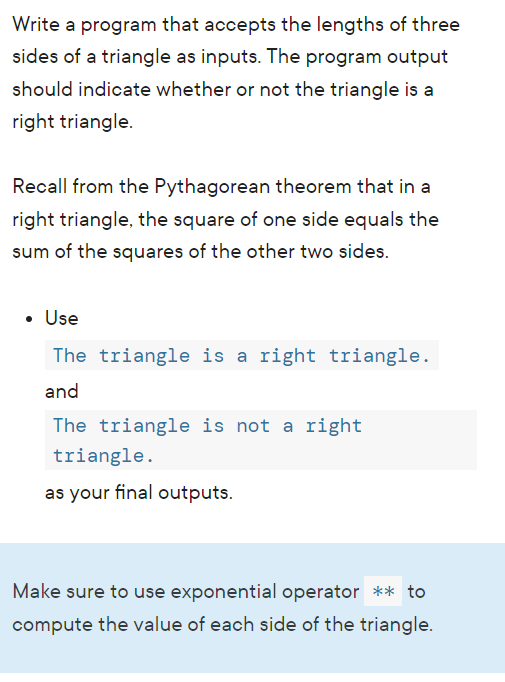 Write a program that accepts the lengths of three
sides of a triangle as inputs. The program output
should indicate whether or not the triangle is a
right triangle.
Recall from the Pythagorean theorem that in a
right triangle, the square of one side equals the
sum of the squares of the other two sides.
• Use
The triangle is a right triangle.
and
The triangle is not a right
triangle.
as your final outputs.
Make sure to use exponential operator ** to
compute the value of each side of the triangle.